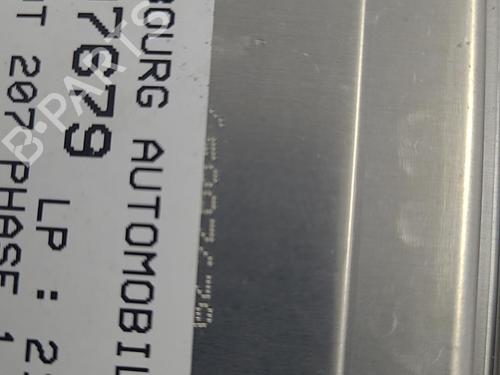 BOURG AUTOMOBIL
7679 LP : 2
T 207 PHASE 1
B-PARTS